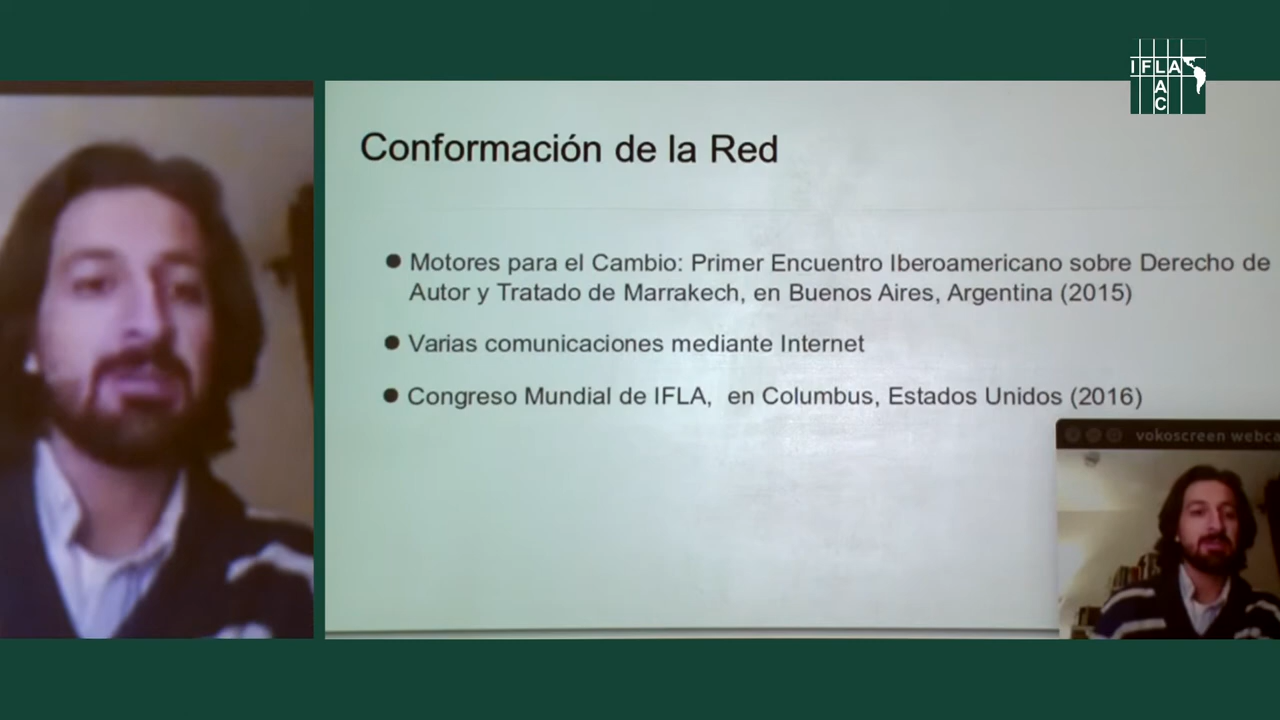 IFLA
LAC
Conformación de la Red
● Motores para el Cambio: Primer Encuentro Iberoamericano sobre Derecho de
Autor y Tratado de Marrakech, en Buenos Aires, Argentina (2015)
● Varias comunicaciones mediante Internet
● Congreso Mundial de IFLA, en Columbus, Estados Unidos (2016)
vokoscreen webca